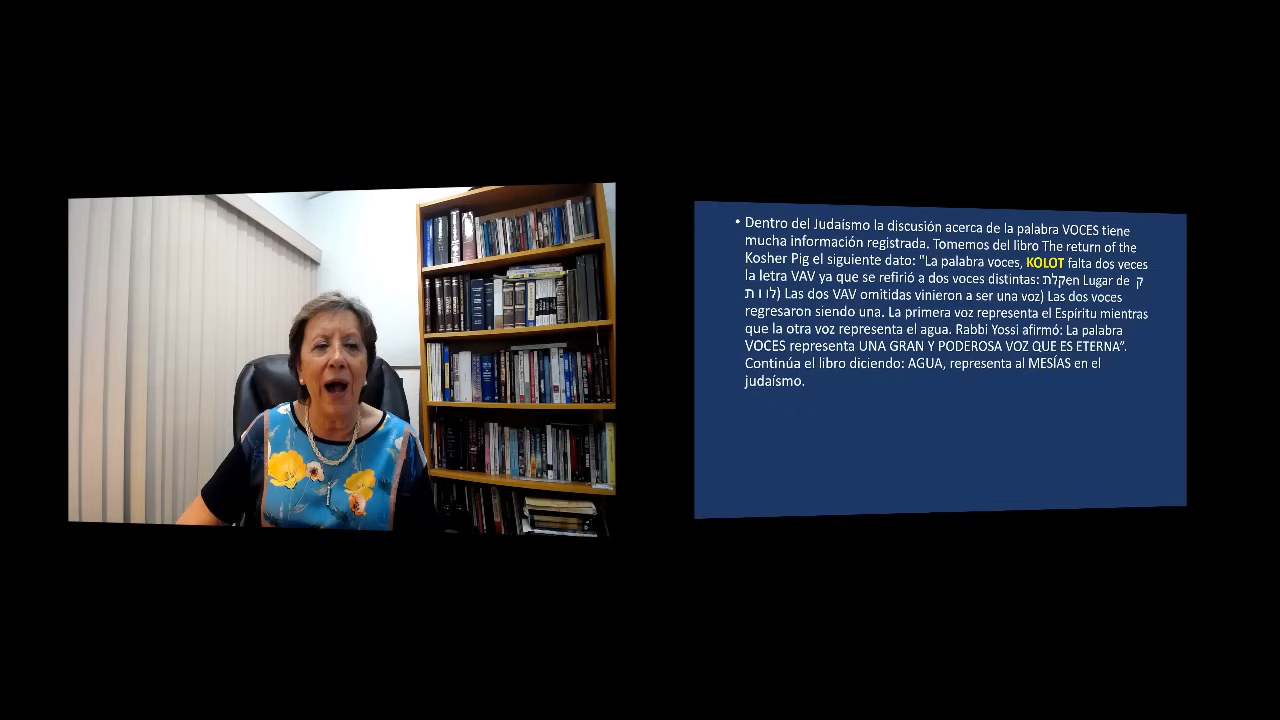 • Dentro del Judaísmo la discusión acerca de la palabra VOCES tiene
mucha información registrada. Tomemos del libro The return of the
Kosher Pig el siguiente dato: "La palabra voces, KOLOT falta dos veces
la letra VAV ya que se refirió a dos voces distintas: קלתen Lugar de ק
לו ו ת) Las dos VAV omitidas vinieron a ser una voz) Las dos voces
regresaron siendo una. La primera voz representa el Espíritu mientras
que la otra voz representa el agua. Rabbí Yossi afirmó: La palabra
VOCES representa UNA GRAN Y PODEROSA VOZ QUE ES ETERNA”.
Continúa el libro diciendo: AGUA, representa al MESÍAS en el
judaísmo.